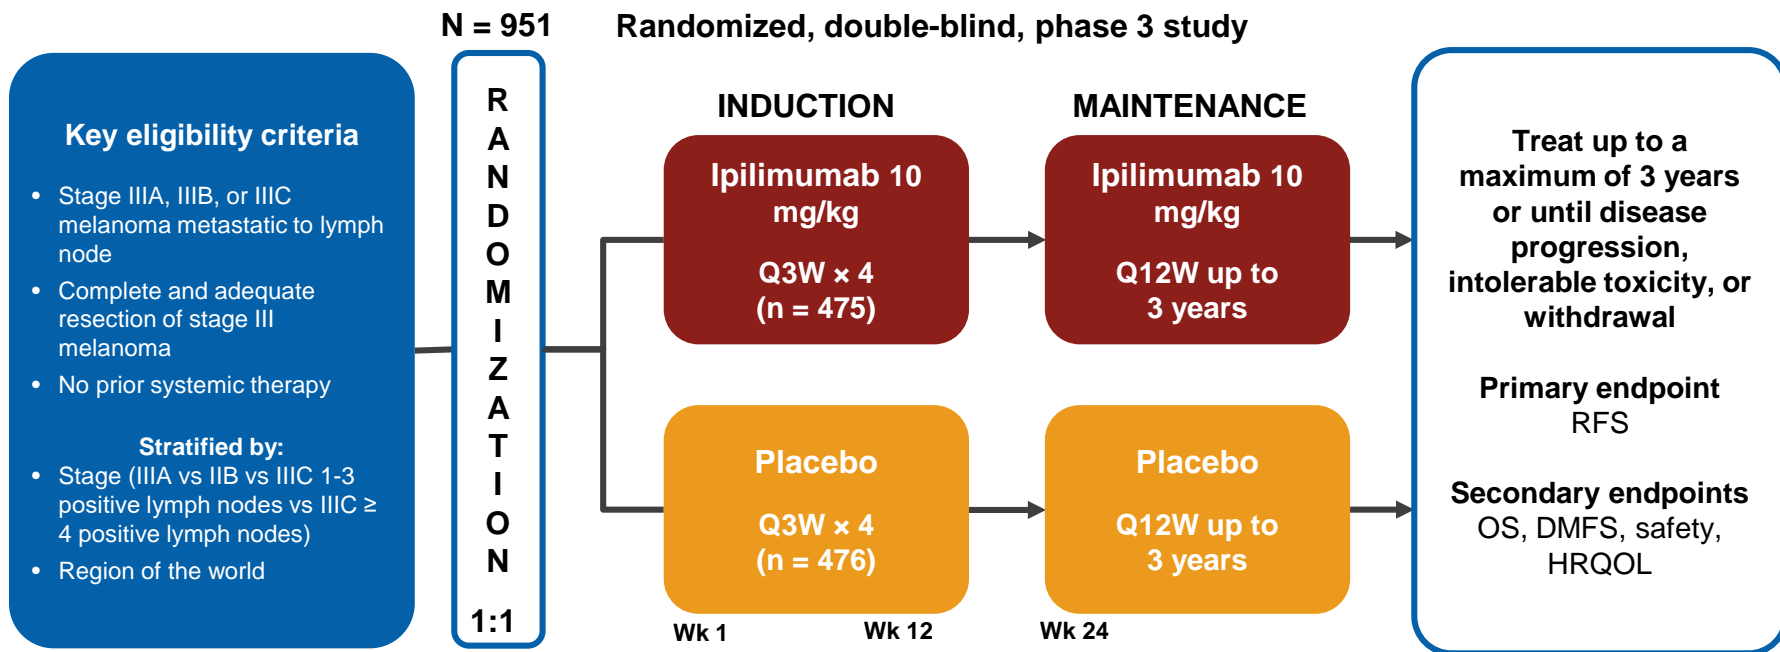 N = 951
Randomized, double-blind, phase 3 study
Key eligibility criteria
• Stage IIIA, IIIB, or IIIC
melanoma metastatic to lymph
node
• Complete and adequate
resection of stage III
melanoma
• No prior systemic therapy
Stratified by:
• Stage (IIIA vs IIB vs IIIC 1-3
positive lymph nodes vs IIIC ≥
4 positive lymph nodes)
• Region of the world
R
A
N
D
O
M
I
Z
A
T
I
O
N
1:1
INDUCTION
Ipilimumab 10
mg/kg
Q3W × 4
(n = 475)
MAINTENANCE
Ipilimumab 10
mg/kg
Q12W up to
3 years
Placebo
Q3W × 4
(n = 476)
Placebo
Q12W up to
3 years
Wk 1
Wk 12
Wk 24
Treat up to a
maximum of 3 years
or until disease
progression,
intolerable toxicity, or
withdrawal
Primary endpoint
RFS
Secondary endpoints
OS, DMFS, safety,
HRQOL